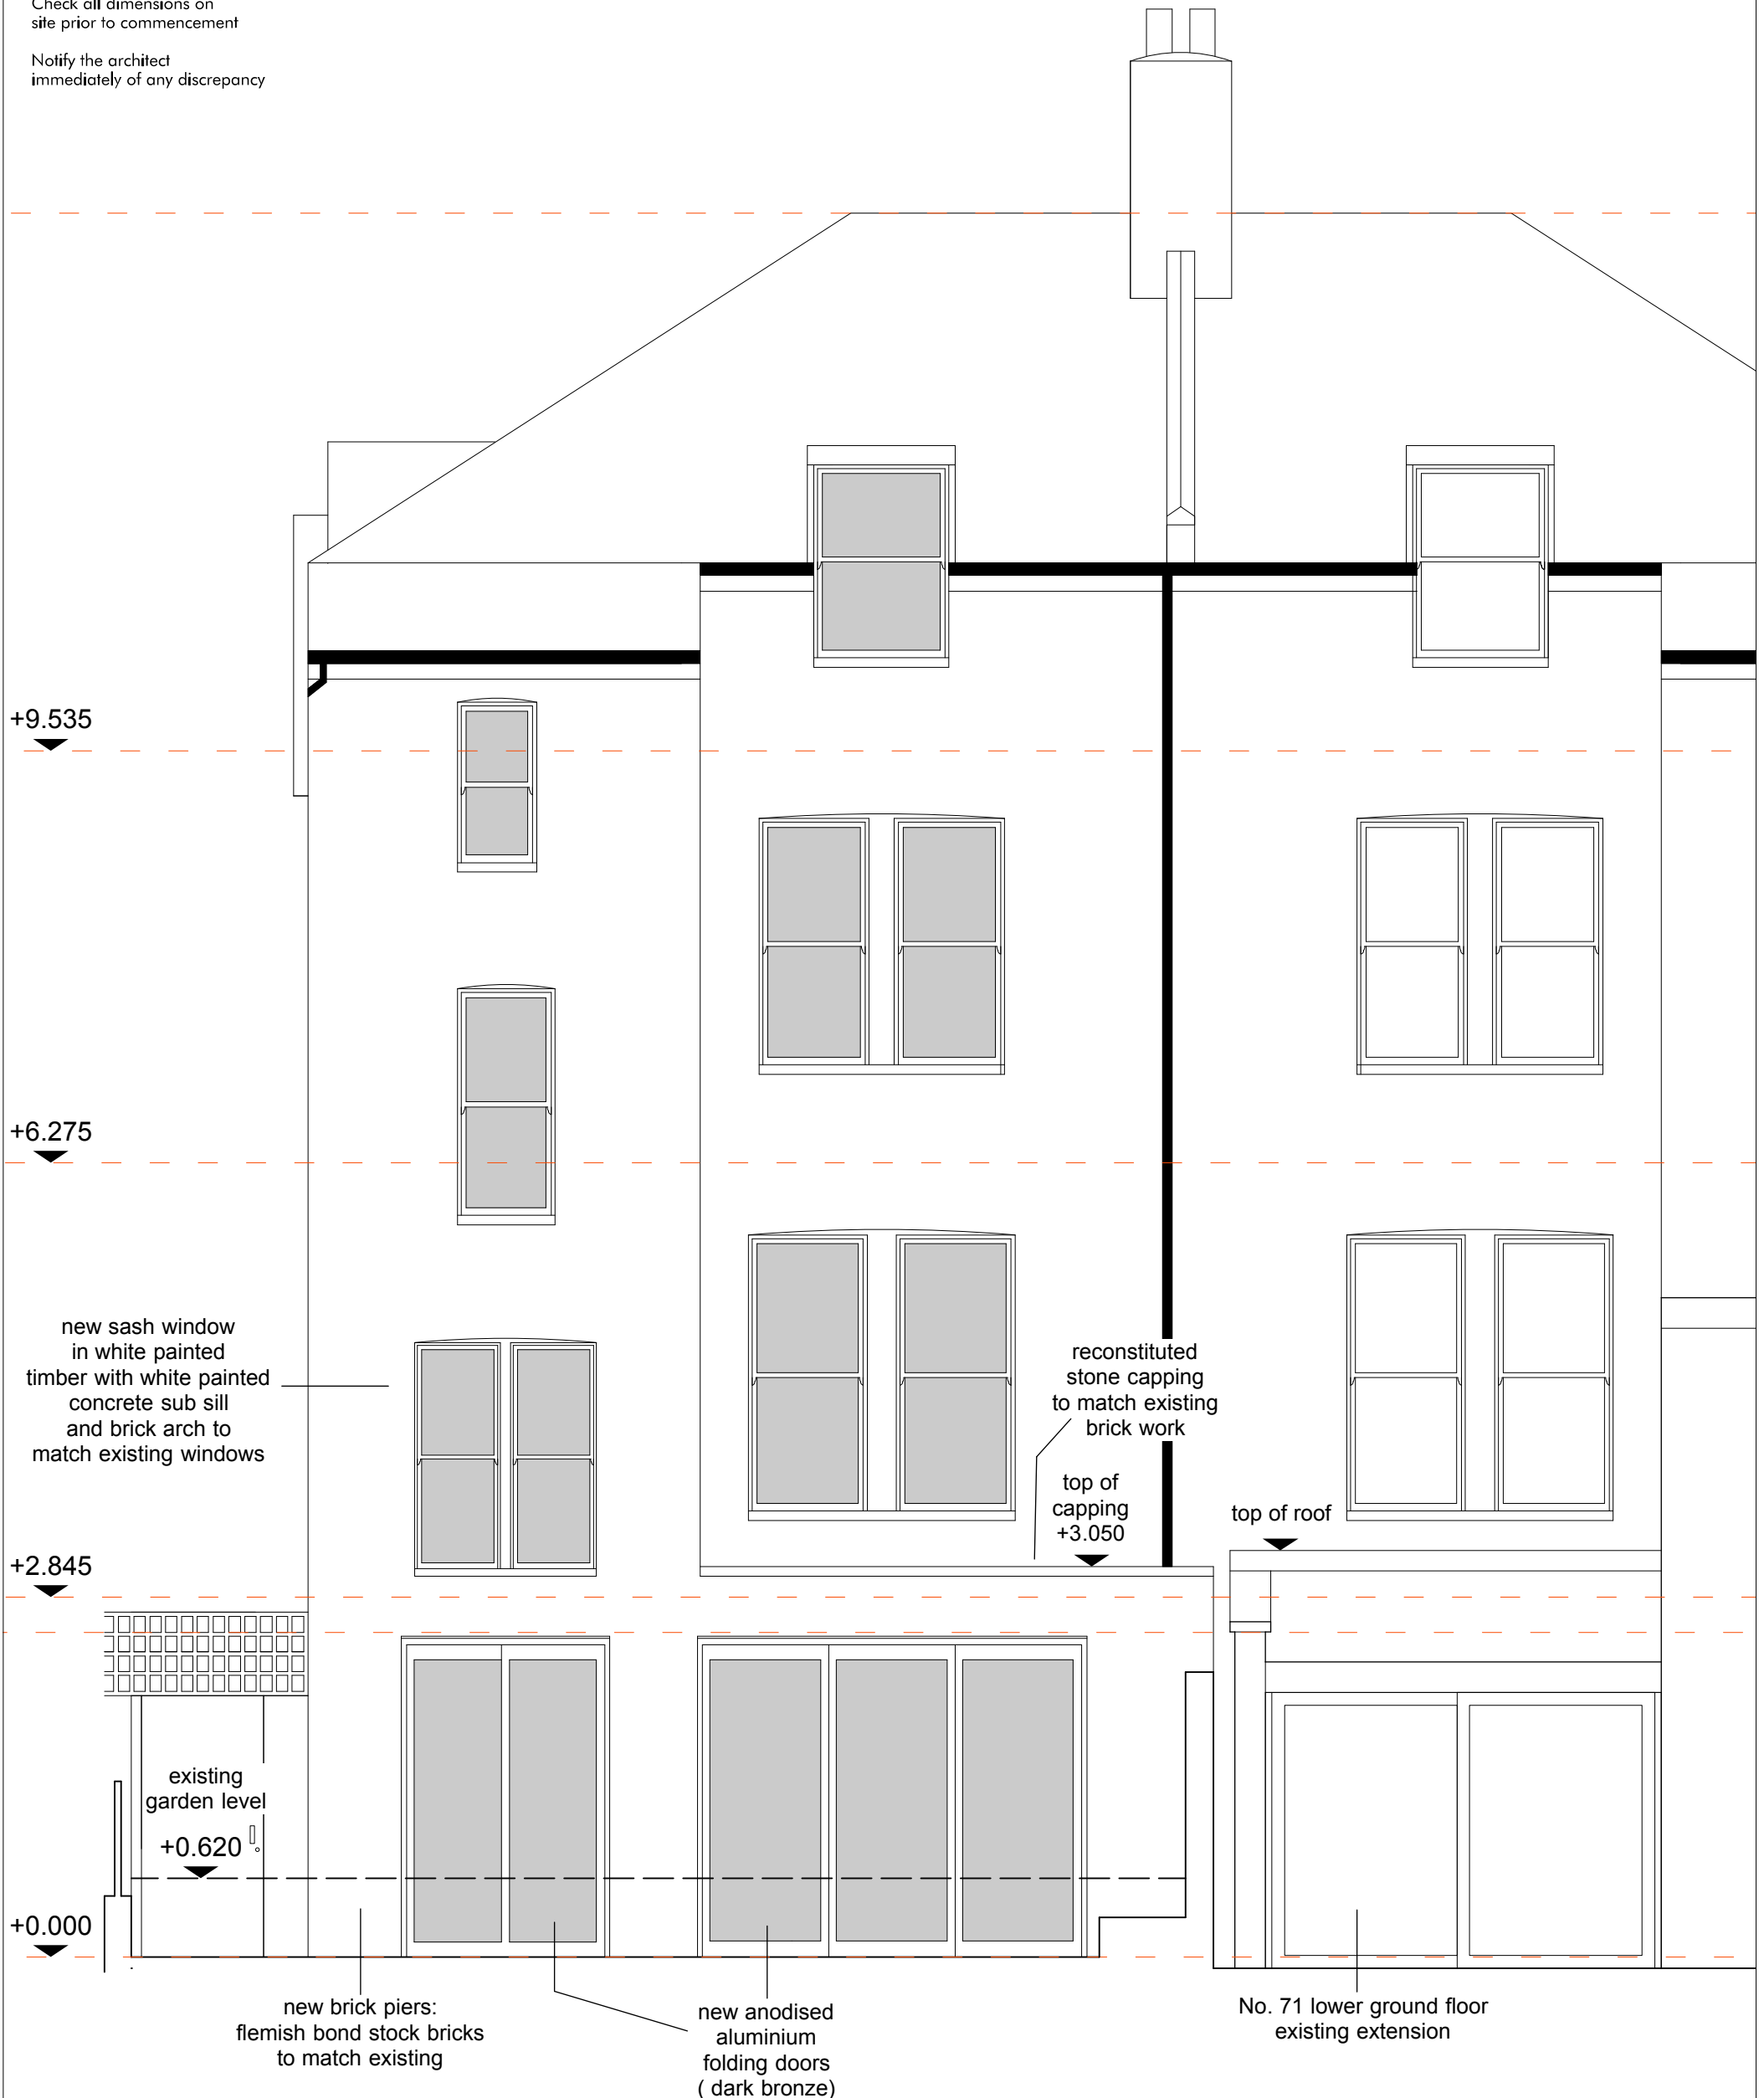 Check all dimensions on
site prior to commencement
Notify the architect
immediately of any discrepancy
+9.535
+6.275
new sash window
in white painted
timber with white painted
concrete sub sill
and brick arch to
match existing windows
reconstituted
stone capping
to match existing
brick work
top of
capping
+3.050
top of roof
+2.845
existing
garden level
+0.620
+0.000
new brick piers:
flemish bond stock bricks
to match existing
new anodised
aluminium
folding doors
( dark bronze)
No. 71 lower ground floor
existing extension